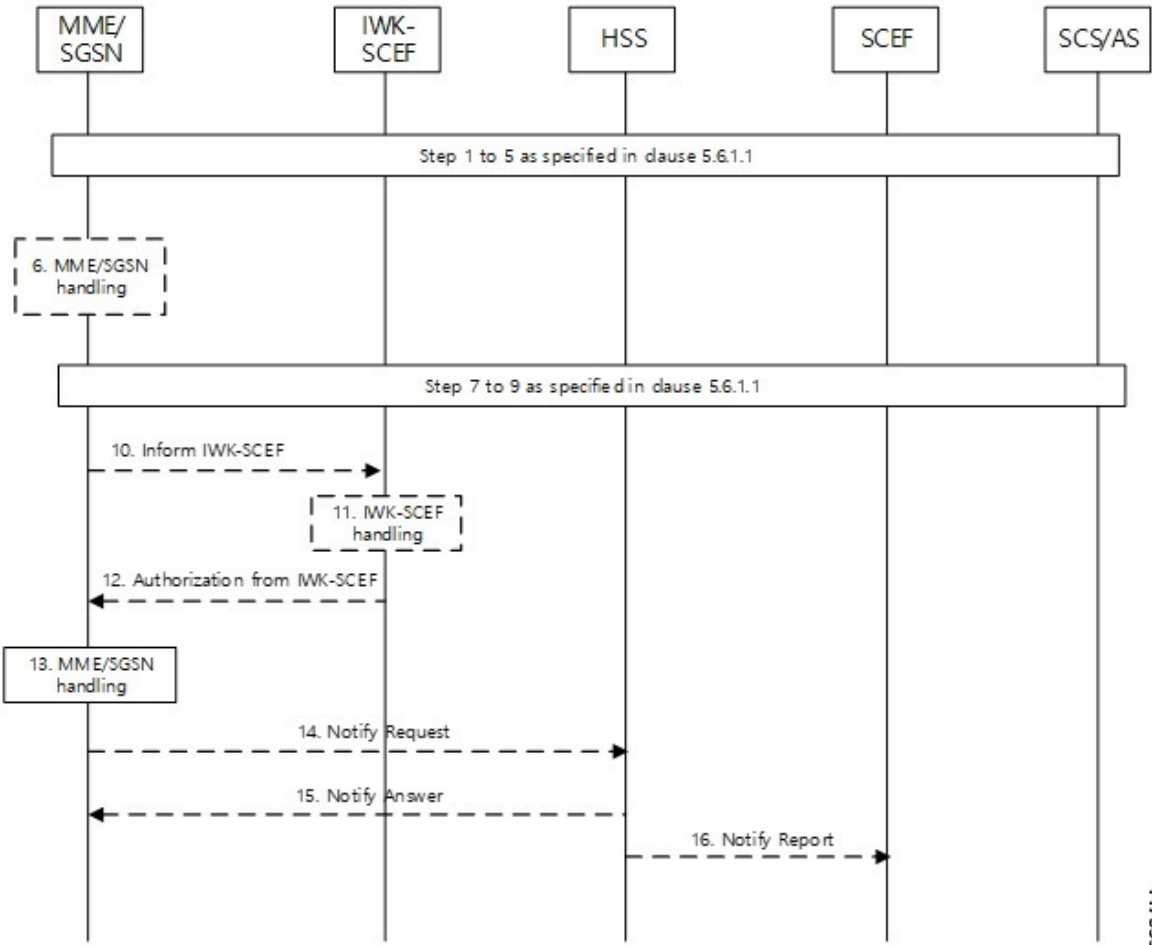 MME/
SGSN
IWK-
SCEF
HSS
SCEF
SCS/AS
Step 1 to 5 as specified in clause 5.6.1.1
6. MME/SGSN
handling
Step 7 to 9 as specified in clause 5.6.1.1
10. Inform IWK-SCEF
11. IWK-SCEF
handling
12. Authorization from IWK-SCEF
13. MME/SGSN
handling
14. Notify Request
15. Notify Answer
16. Notify Report